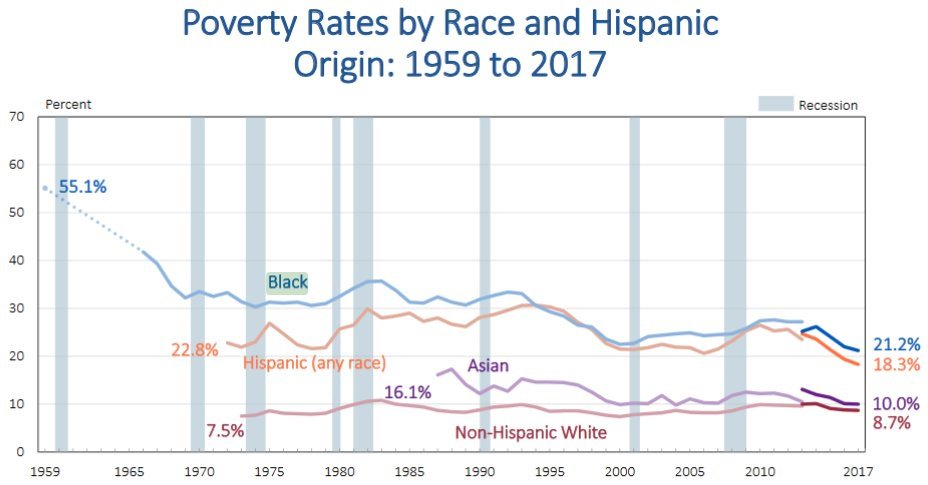 Poverty Rates by Race and Hispanic
Origin: 1959 to 2017
Percent
Recession
70
60
50
40
30
20
10
0
55.1%
Black
22.8%
Hispanic (any race)
Asian
16.1%
7.5%
Non-Hispanic White
21.2%
18.3%
10.0%
8.7%
1959 1965 1970 1975 1980 1985 1990 1995 2000 2005 2010 2017